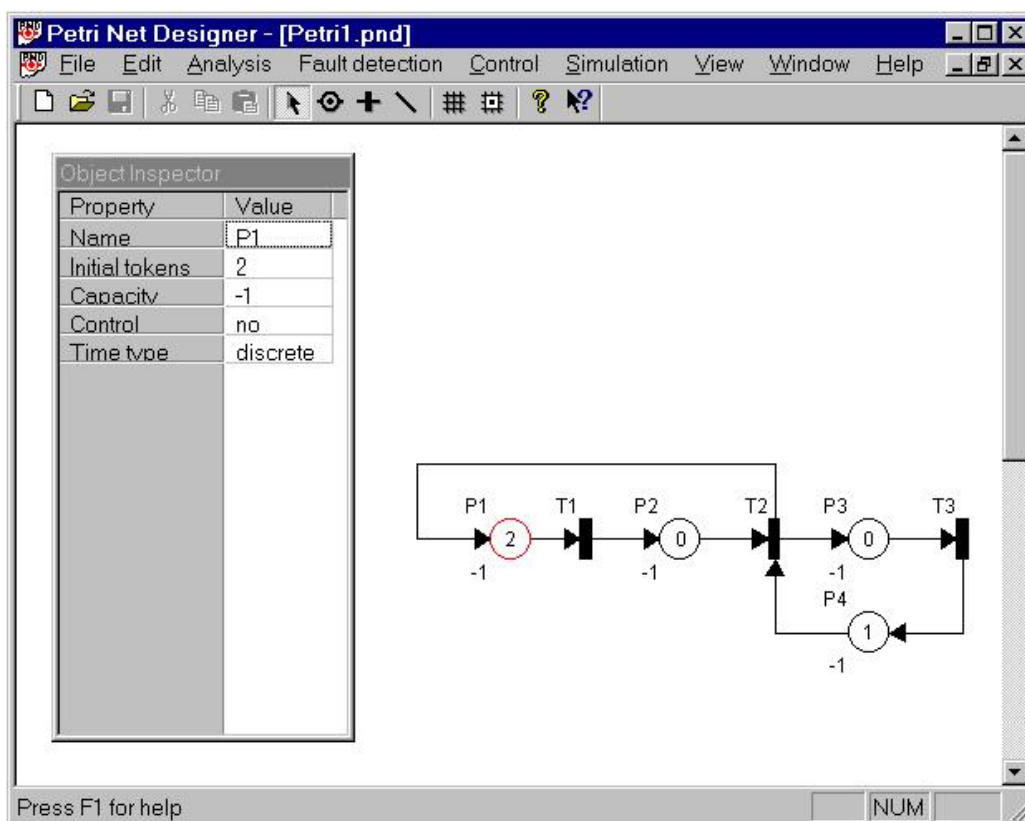 Petri Net Designer - [Petri1.pnd]
File Edit Analysis Fault detection Control Simulation View Window Help
Object Inspector
Property Value
Name P1
Initial tokens 2
Capacity -1
Control no
Time type discrete
P1 T1 P2 T2 P3 T3
2 0 0
-1 -1 -1
P4
1
-1
Press F1 for help NUM